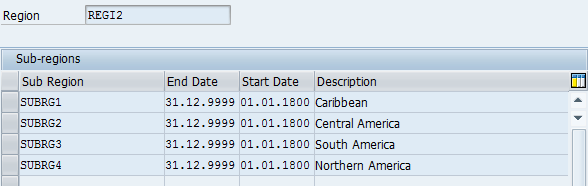 Region REGI2
Sub-regions
Sub Region End Date Start Date Description
SUBRG1 31.12.9999 01.01.1800 Caribbean
SUBRG2 31.12.9999 01.01.1800 Central America
SUBRG3 31.12.9999 01.01.1800 South America
SUBRG4 31.12.9999 01.01.1800 Northern America